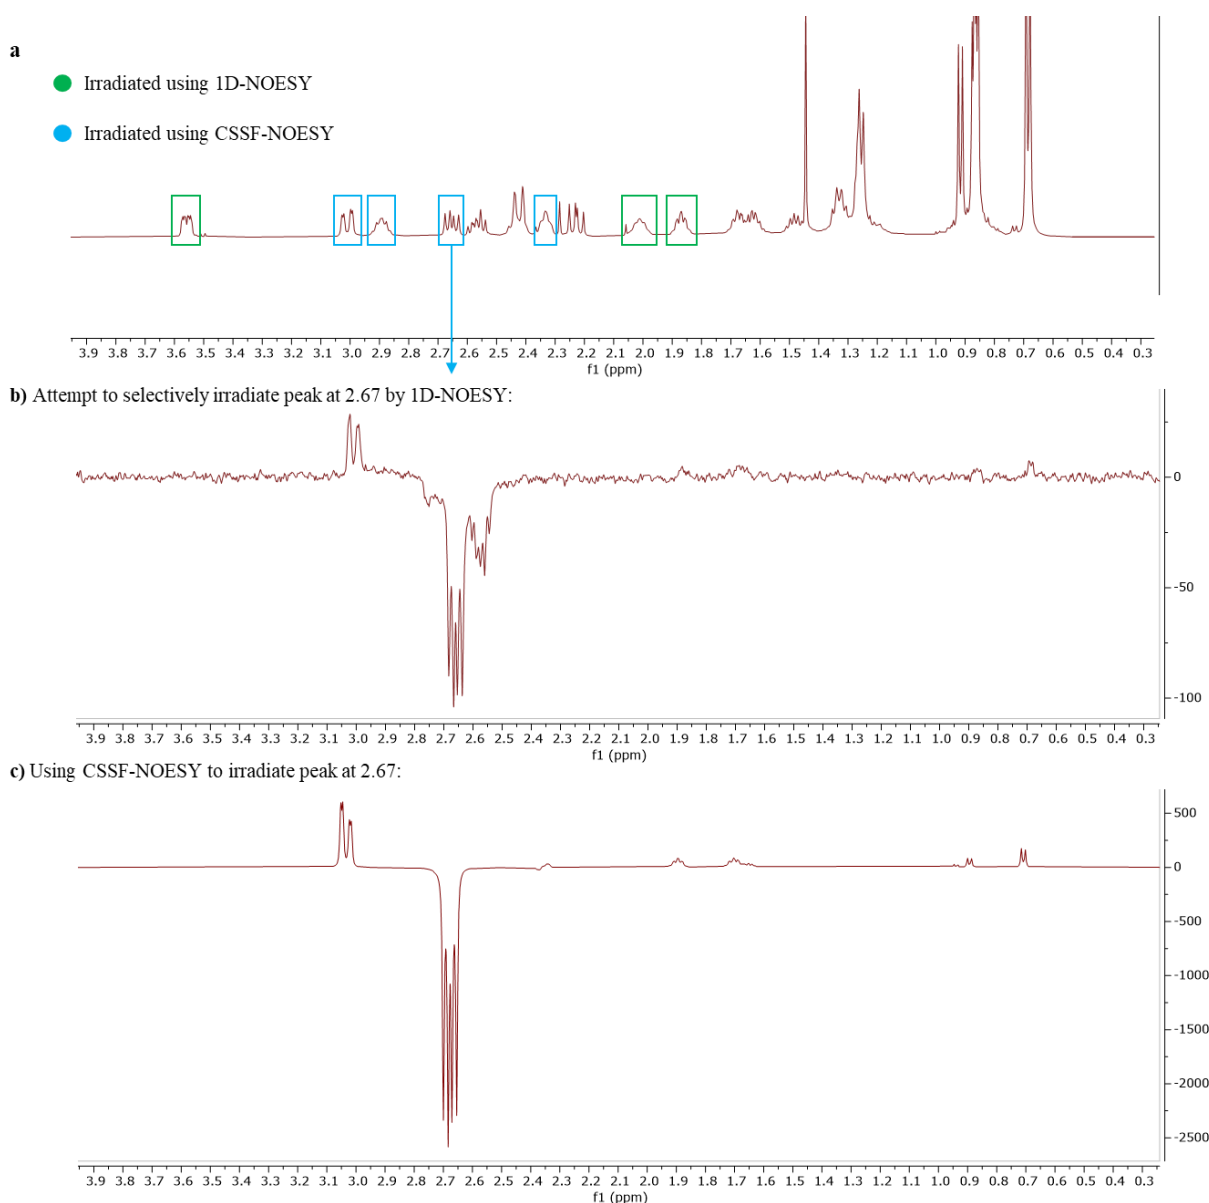 a
Irradiated using 1D-NOESY
Irradiated using CSSF-NOESY
3.9 3.8 3.7 3.6 3.5 3.4 3.3 3.2 3.1 3.0 2.9 2.8 2.7 2.6 2.5 2.4 2.3 2.2 2.1 2.0 1.9 1.8 1.7 1.6 1.5 1.4 1.3 1.2 1.1 1.0 0.9 0.8 0.7 0.6 0.5 0.4 0.3
f1 (ppm)
b) Attempt to selectively irradiate peak at 2.67 by 1D-NOESY:
0
-50
-100
3.9 3.8 3.7 3.6 3.5 3.4 3.3 3.2 3.1 3.0 2.9 2.8 2.7 2.6 2.5 2.4 2.3 2.2 2.1 2.0 1.9 1.8 1.7 1.6 1.5 1.4 1.3 1.2 1.1 1.0 0.9 0.8 0.7 0.6 0.5 0.4 0.3
f1 (ppm)
c) Using CSSF-NOESY to irradiate peak at 2.67:
500
0
-500
-1000
-1500
-2000
-2500
3.9 3.8 3.7 3.6 3.5 3.4 3.3 3.2 3.1 3.0 2.9 2.8 2.7 2.6 2.5 2.4 2.3 2.2 2.1 2.0 1.9 1.8 1.7 1.6 1.5 1.4 1.3 1.2 1.1 1.0 0.9 0.8 0.7 0.6 0.5 0.4 0.3
f1 (ppm)